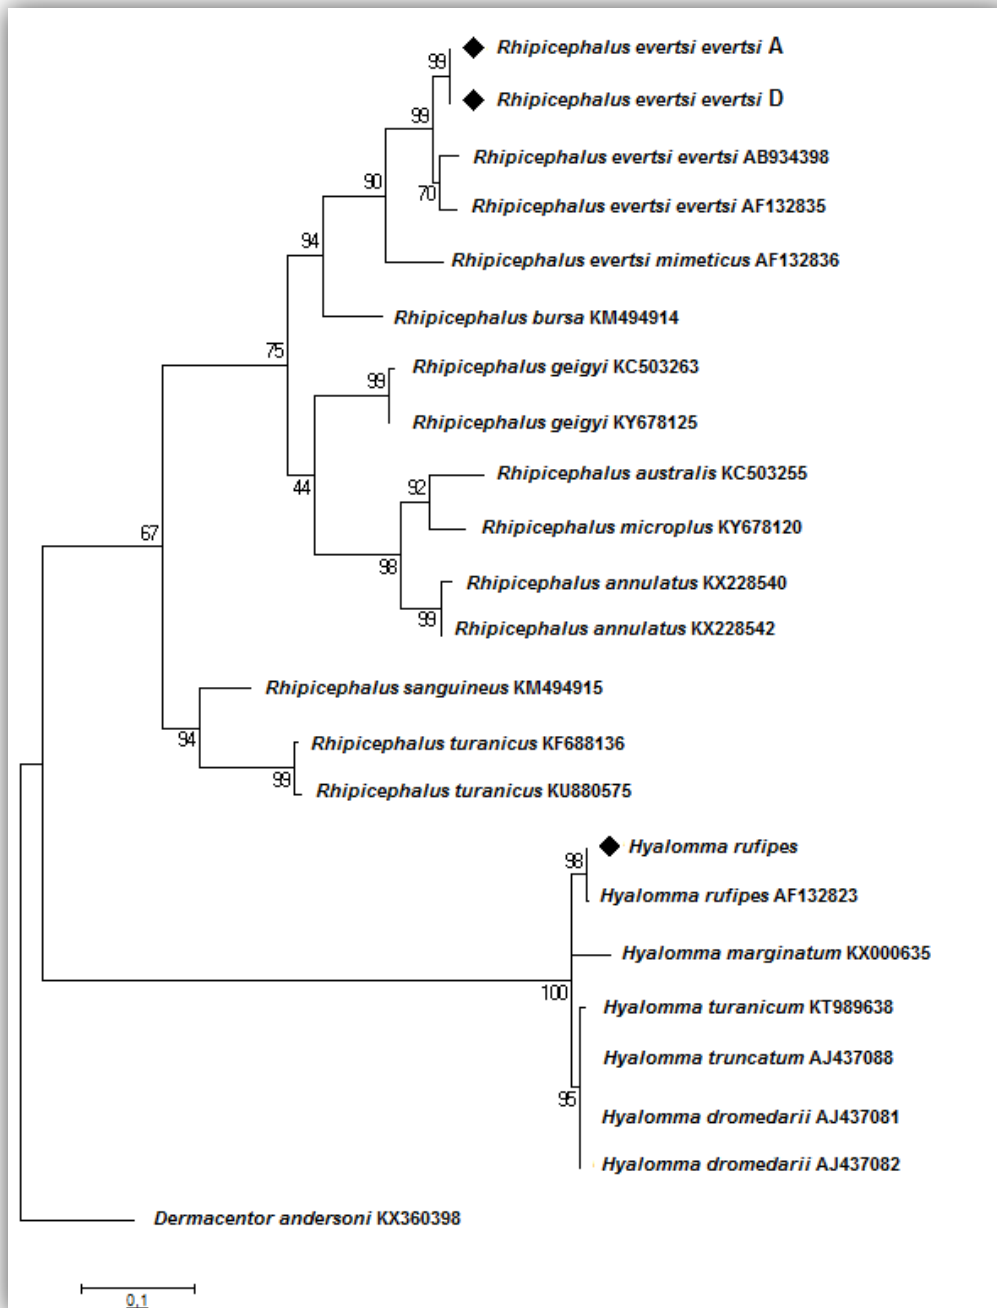 Rhipicephalus evertsi evertsi A
99
Rhipicephalus evertsi evertsi D
99
Rhipicephalus evertsi evertsi AB934398
70
Rhipicephalus evertsi evertsi AF132835
90
94
Rhipicephalus evertsi mimeticus AF132836
Rhipicephalus bursa KM494914
75
Rhipicephalus geigyi KC503263
99
Rhipicephalus geigyi KY678125
44
Rhipicephalus australis KC503255
92
Rhipicephalus microplus KY678120
67
98
Rhipicephalus annulatus KX228540
99
Rhipicephalus annulatus KX228542
Rhipicephalus sanguineus KM494915
94
Rhipicephalus turanicus KF688136
99
Rhipicephalus turanicus KU880575
Hyalomma rufipes
98
Hyalomma rufipes AF132823
Hyalomma marginatum KX000635
100
Hyalomma turanicum KT989638
Hyalomma truncatum AJ437088
95
Hyalomma dromedarii AJ437081
Hyalomma dromedarii AJ437082
Dermacentor andersoni KX360398
0,1